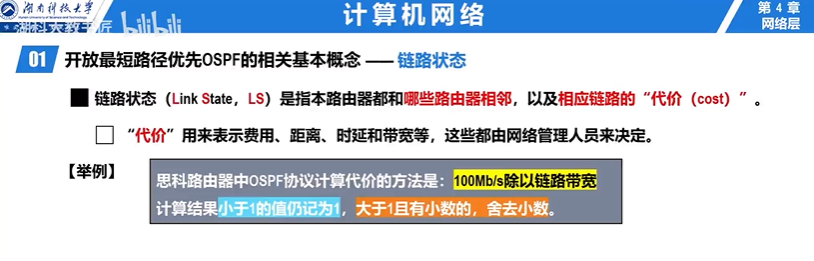 湖南科技大学
计算机网络
第 4 章
网络层
湖科大教书匠 bilibili
01 开放最短路径优先OSPF的相关基本概念 —— 链路状态
链路状态（Link State，LS）是指本路由器都和哪些路由器相邻，以及相应链路的“代价（cost）”。
“代价”用来表示费用、距离、时延和带宽等，这些都由网络管理人员来决定。
【举例】
思科路由器中OSPF协议计算代价的方法是：100Mb/s除以链路带宽
计算结果小于1的值仍记为1，大于1且有小数的，舍去小数。